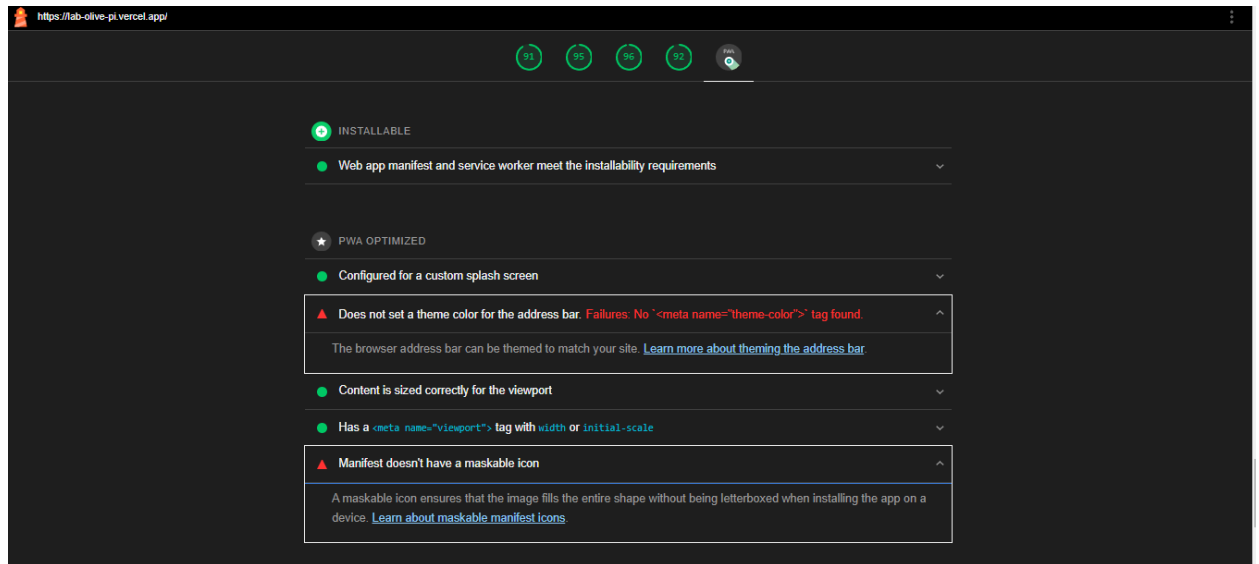 https://lab-olive-pi.vercel.app/
91 95 96 92 PWA
INSTALLABLE
Web app manifest and service worker meet the installability requirements
PWA OPTIMIZED
Configured for a custom splash screen
Does not set a theme color for the address bar. Failures: No `<meta name="theme-color">` tag found.
The browser address bar can be themed to match your site. Learn more about theming the address bar.
Content is sized correctly for the viewport
Has a <meta name="viewport"> tag with width or initial-scale
Manifest doesn't have a maskable icon
A maskable icon ensures that the image fills the entire shape without being letterboxed when installing the app on a
device. Learn about maskable manifest icons.